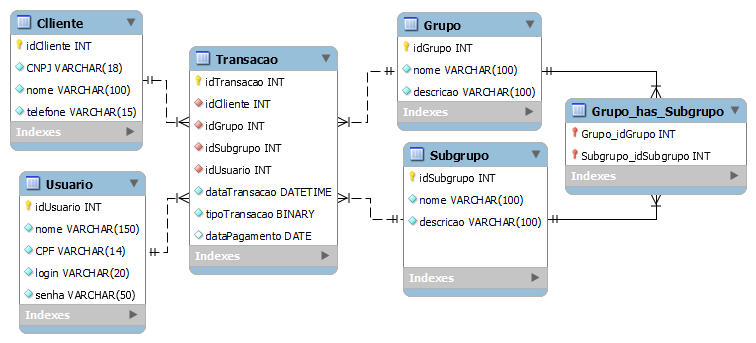 Clliente
idClliente INT
CNPJ VARCHAR(18)
nome VARCHAR(100)
telefone VARCHAR(15)
Indexes
Usuario
idUsuario INT
nome VARCHAR(150)
CPF VARCHAR(14)
login VARCHAR(20)
senha VARCHAR(50)
Indexes
Transacao
idTransacao INT
idClliente INT
idGrupo INT
idSubgrupo INT
idUsuario INT
dataTransacao DATETIME
tipoTransacao BINARY
dataPagamento DATE
Indexes
Grupo
idGrupo INT
nome VARCHAR(100)
descricao VARCHAR(100)
Indexes
Subgrupo
idSubgrupo INT
nome VARCHAR(100)
descricao VARCHAR(100)
Indexes
Grupo_has_Subgrupo
Grupo_idGrupo INT
Subgrupo_idSubgrupo INT
Indexes